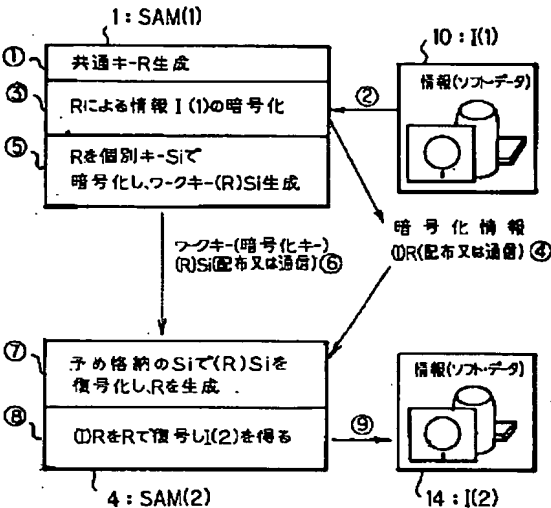 1:SAM(1)
10:I(1)
① 共通キーR生成
③ Rによる情報I(1)の暗号化
②
情報(ソフト・データ)
⑤ Rを個別キーSiで
暗号化し、ワークキー(R)Si生成
ワークキー(暗号化キー)
(R)Si(配布又は通信)⑥
暗号化情報
(I)R(配布又は通信)④
⑦ 予め格納のSiで(R)Siを
復号化し、Rを生成
⑧ (I)RをRで復号しI(2)を得る
⑨
情報(ソフト・データ)
4:SAM(2)
14:I(2)